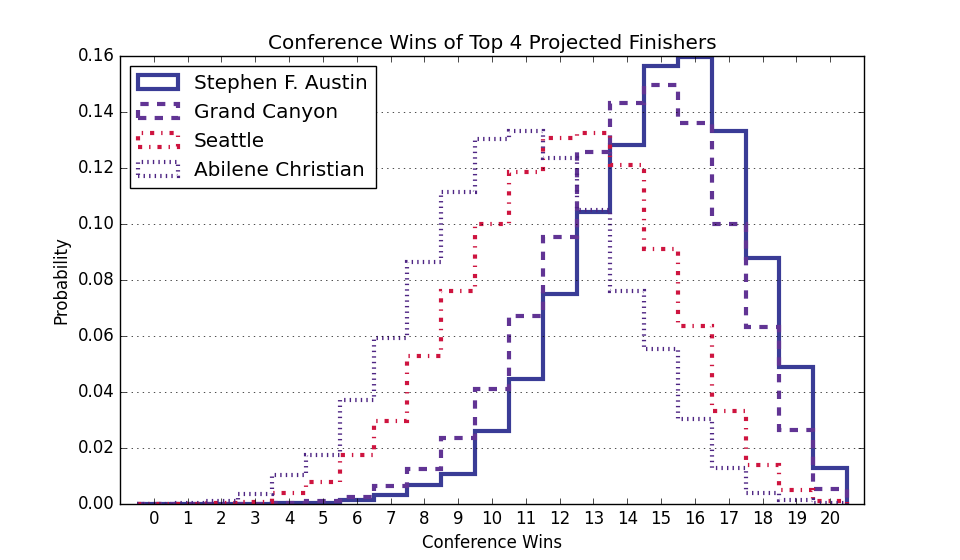 Conference Wins of Top 4 Projected Finishers
0.16
Stephen F. Austin
0.14
Grand Canyon
Seattle
0.12
Abilene Christian
0.10
0.08
Probability
0.06
0.04
0.02
0.00
0 1 2 3 4 5 6 7 8 9 10 11 12 13 14 15 16 17 18 19 20
Conference Wins